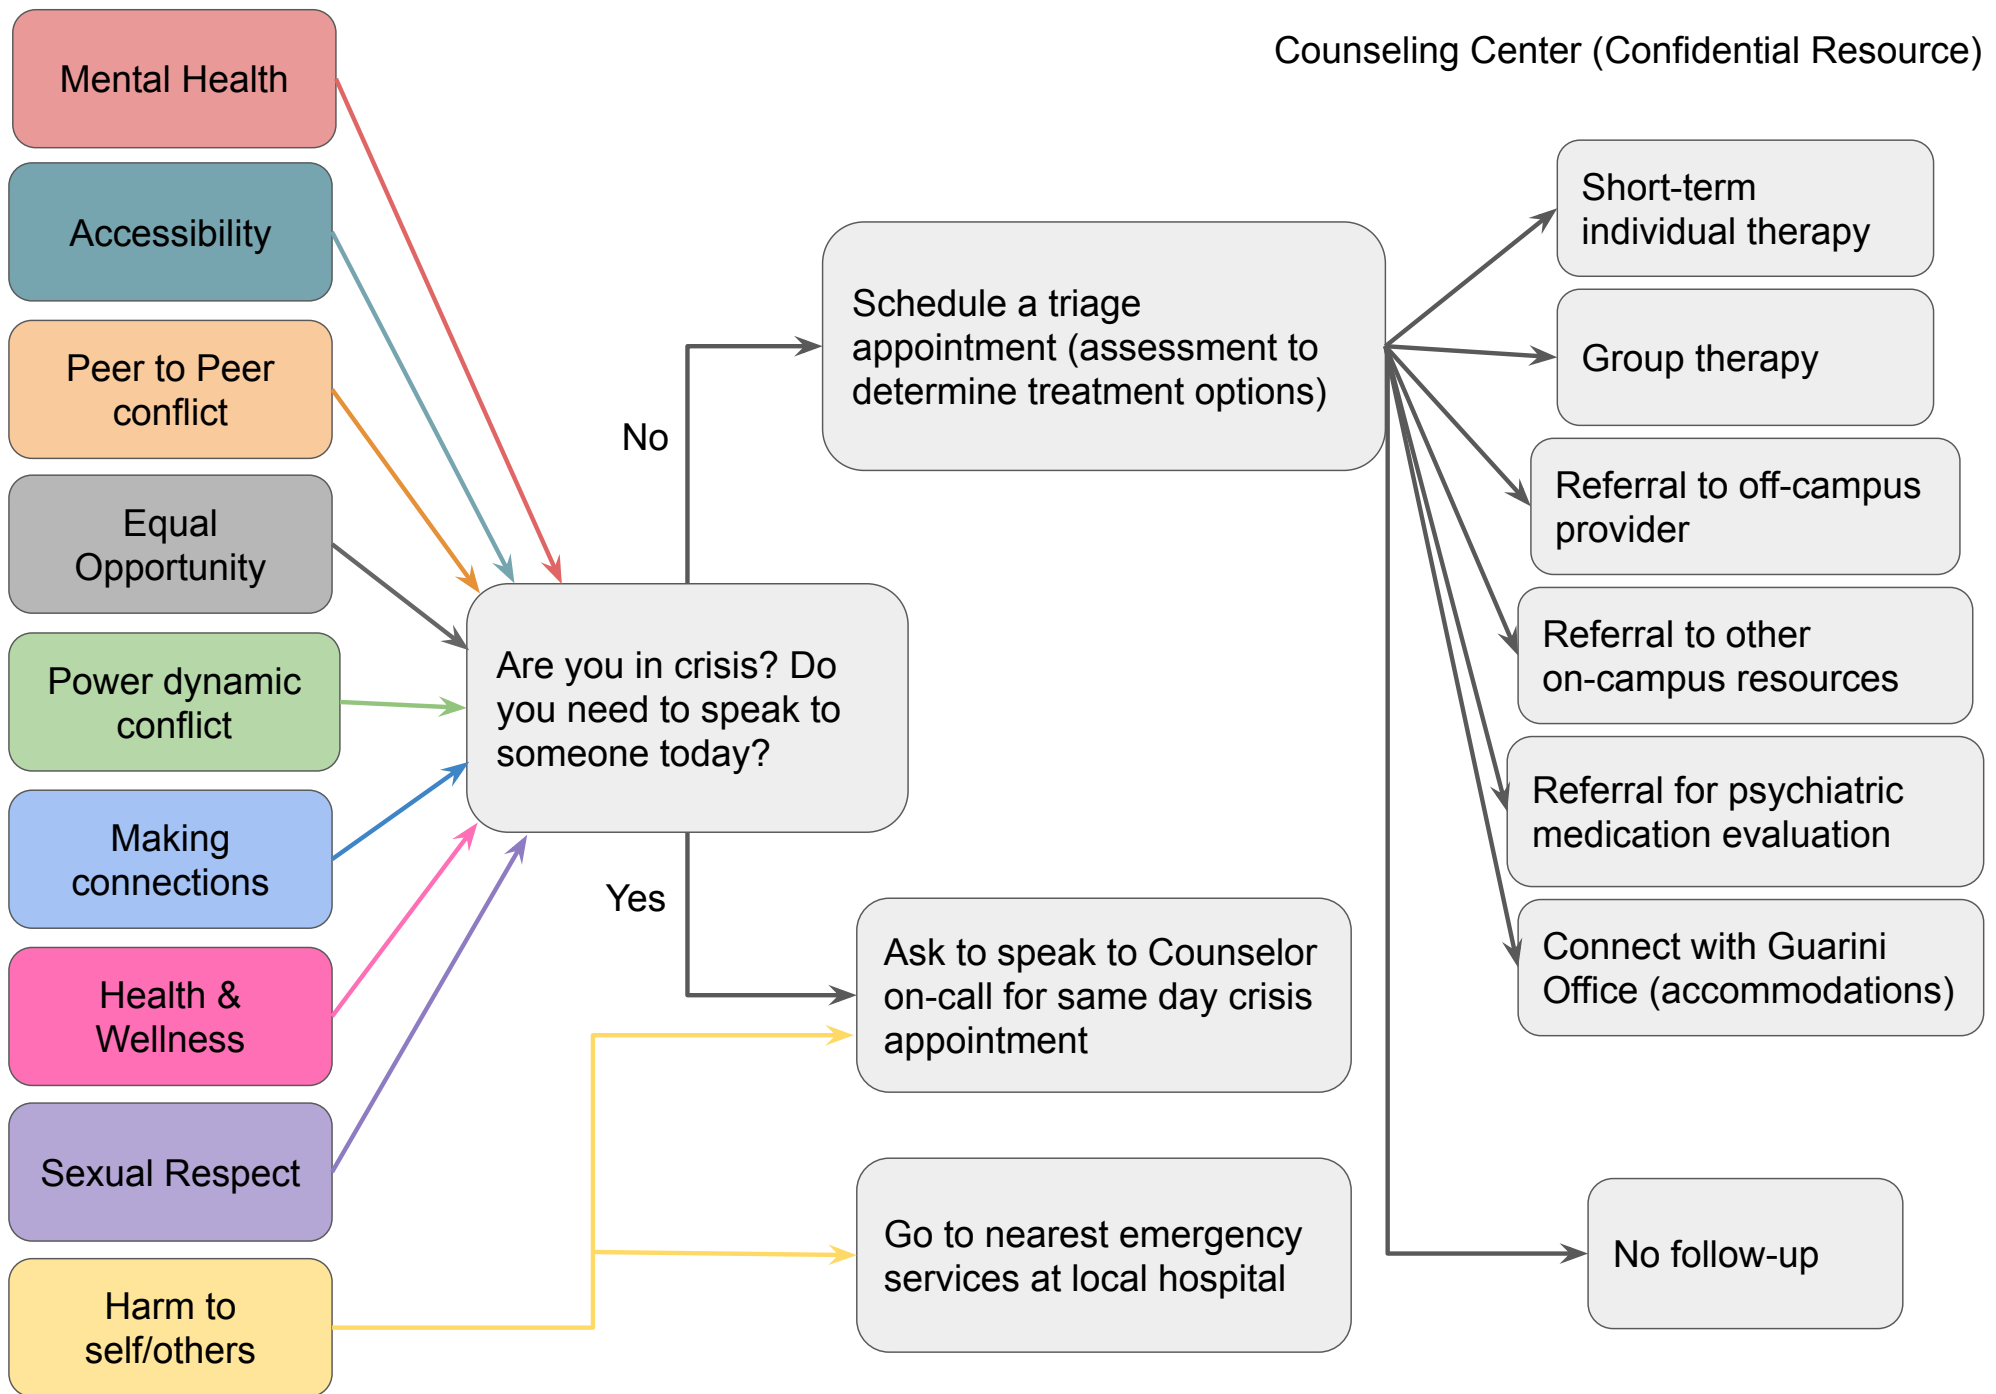 Counseling Center (Confidential Resource)
Mental Health
Accessibility
Peer to Peer
conflict
Equal
Opportunity
Power dynamic
conflict
Making
connections
Health &
Wellness
Sexual Respect
Harm to
self/others
Are you in crisis? Do
you need to speak to
someone today?
No
Yes
Schedule a triage
appointment (assessment to
determine treatment options)
Ask to speak to Counselor
on-call for same day crisis
appointment
Go to nearest emergency
services at local hospital
Short-term
individual therapy
Group therapy
Referral to off-campus
provider
Referral to other
on-campus resources
Referral for psychiatric
medication evaluation
Connect with Guarini
Office (accommodations)
No follow-up